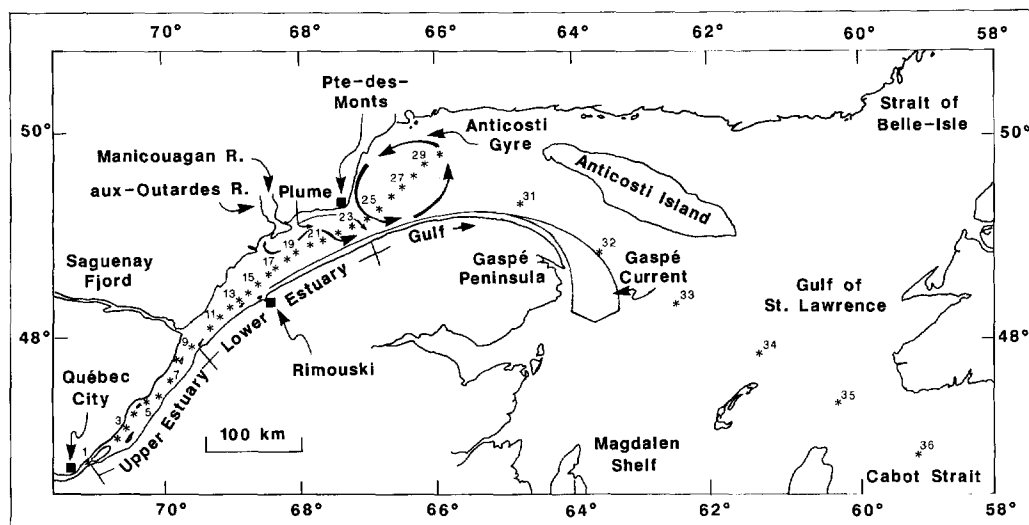 70° 68° 66° 64° 62° 60° 58°
Pte-des-
Monts
Strait of
Belle-Isle
50° 50°
Anticosti
Gyre
Manicouagan R.
aux-Outardes R.
Plume
29
27
25
23
21
19
17
15
13
11
9
7
5
3
1
31
Anticosti Island
Gulf
32
Gaspé
Peninsula
Gaspé
Current
33
Saguenay
Fjord
Gulf of
St. Lawrence
48° 48°
Lower Estuary
34
Rimouski
Québec
City
Upper Estuary
35
100 km
Magdalen
Shelf
36
Cabot Strait
70° 68° 66° 64° 62° 60° 58°